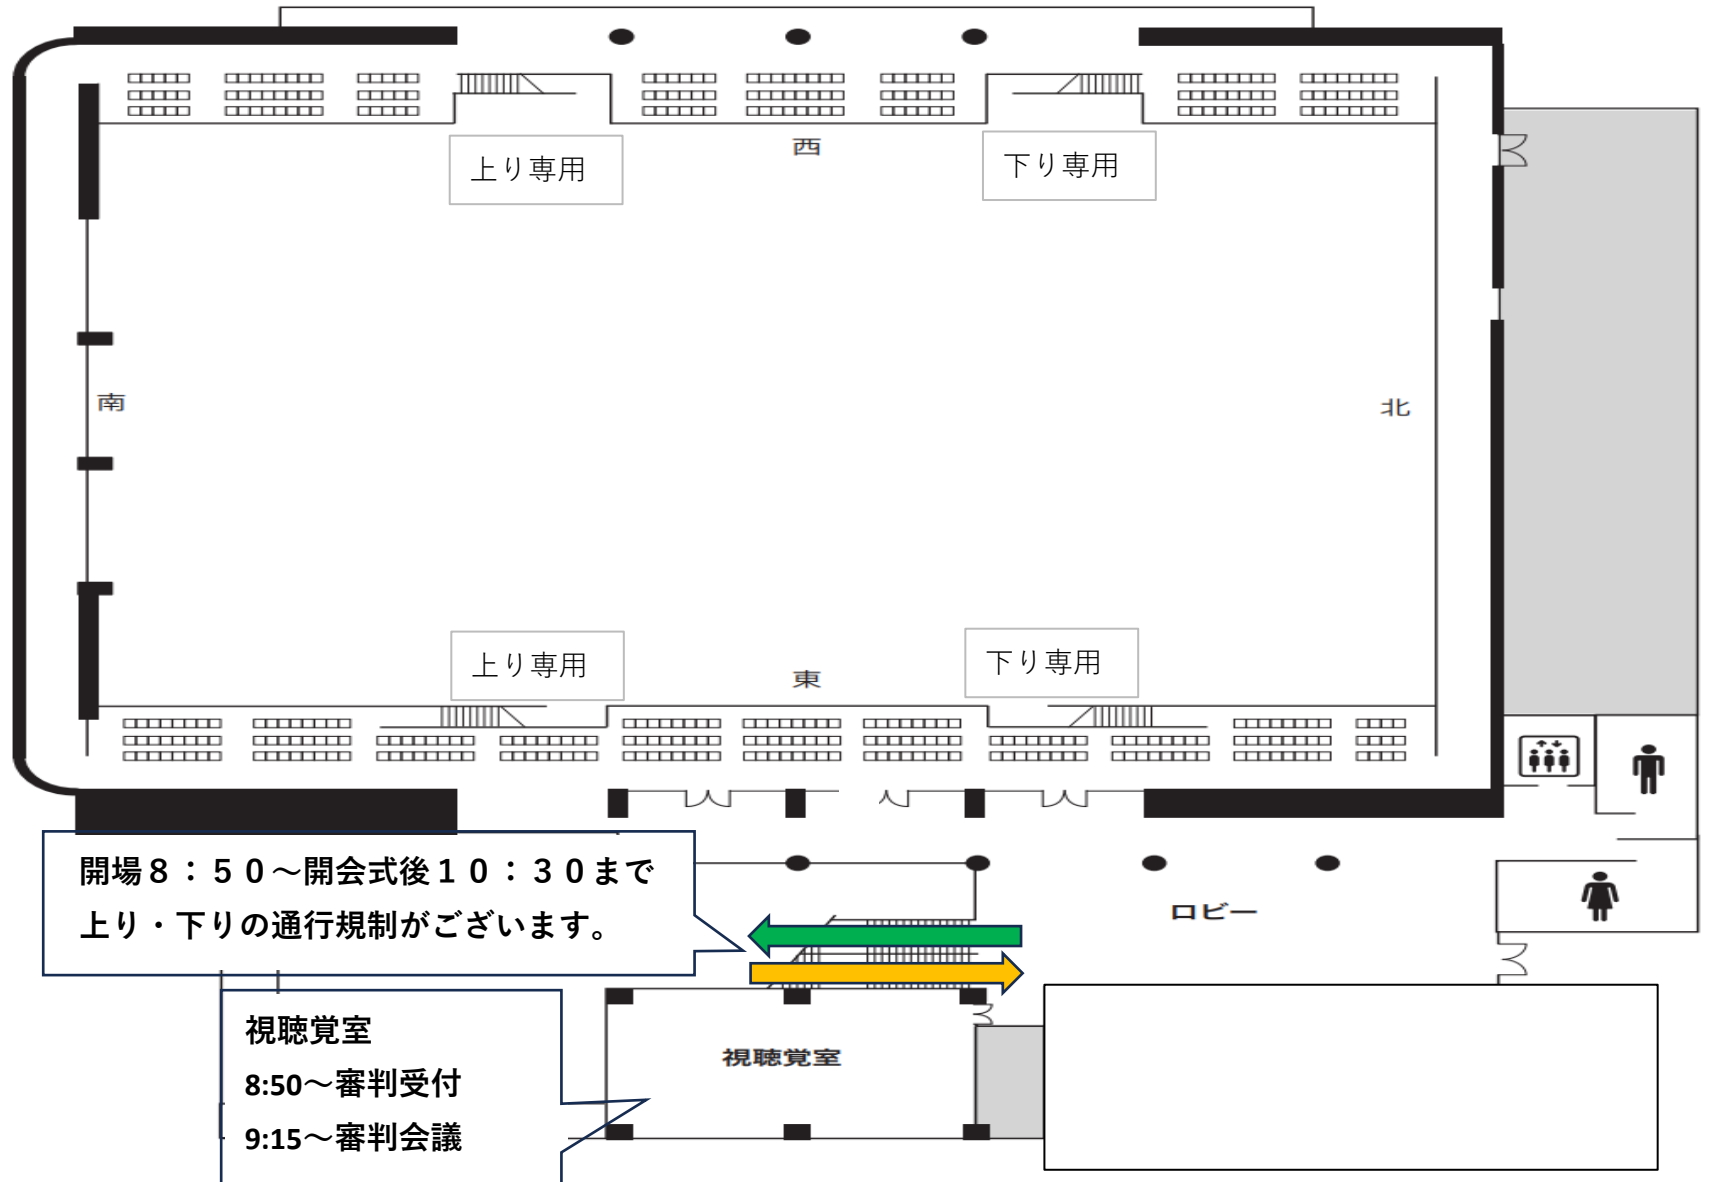 西
上り専用
下り専用
南
北
上り専用
下り専用
東
開場８：５０～開会式後１０：３０まで
上り・下りの通行規制がございます。
ロビー
視聴覚室
8:50～審判受付
9:15～審判会議
視聴覚室